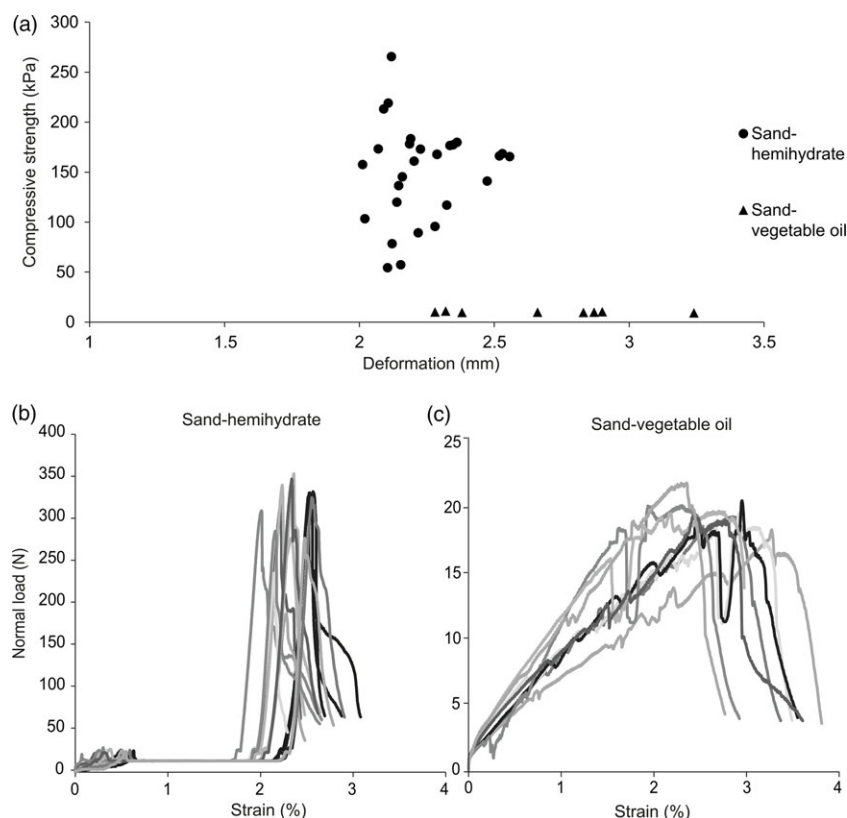 (a)
300
250
200
150
100
50
0
Compressive strength (kPa)
1
1.5
2
2.5
3
3.5
Deformation (mm)
Sand-
hemihydrate
Sand-
vegetable oil
(b)
Sand-hemihydrate
400
350
300
250
200
150
100
50
0
Normal load (N)
0
1
2
3
4
Strain (%)
(c)
Sand-vegetable oil
25
20
15
10
5
0
0
1
2
3
4
Strain (%)